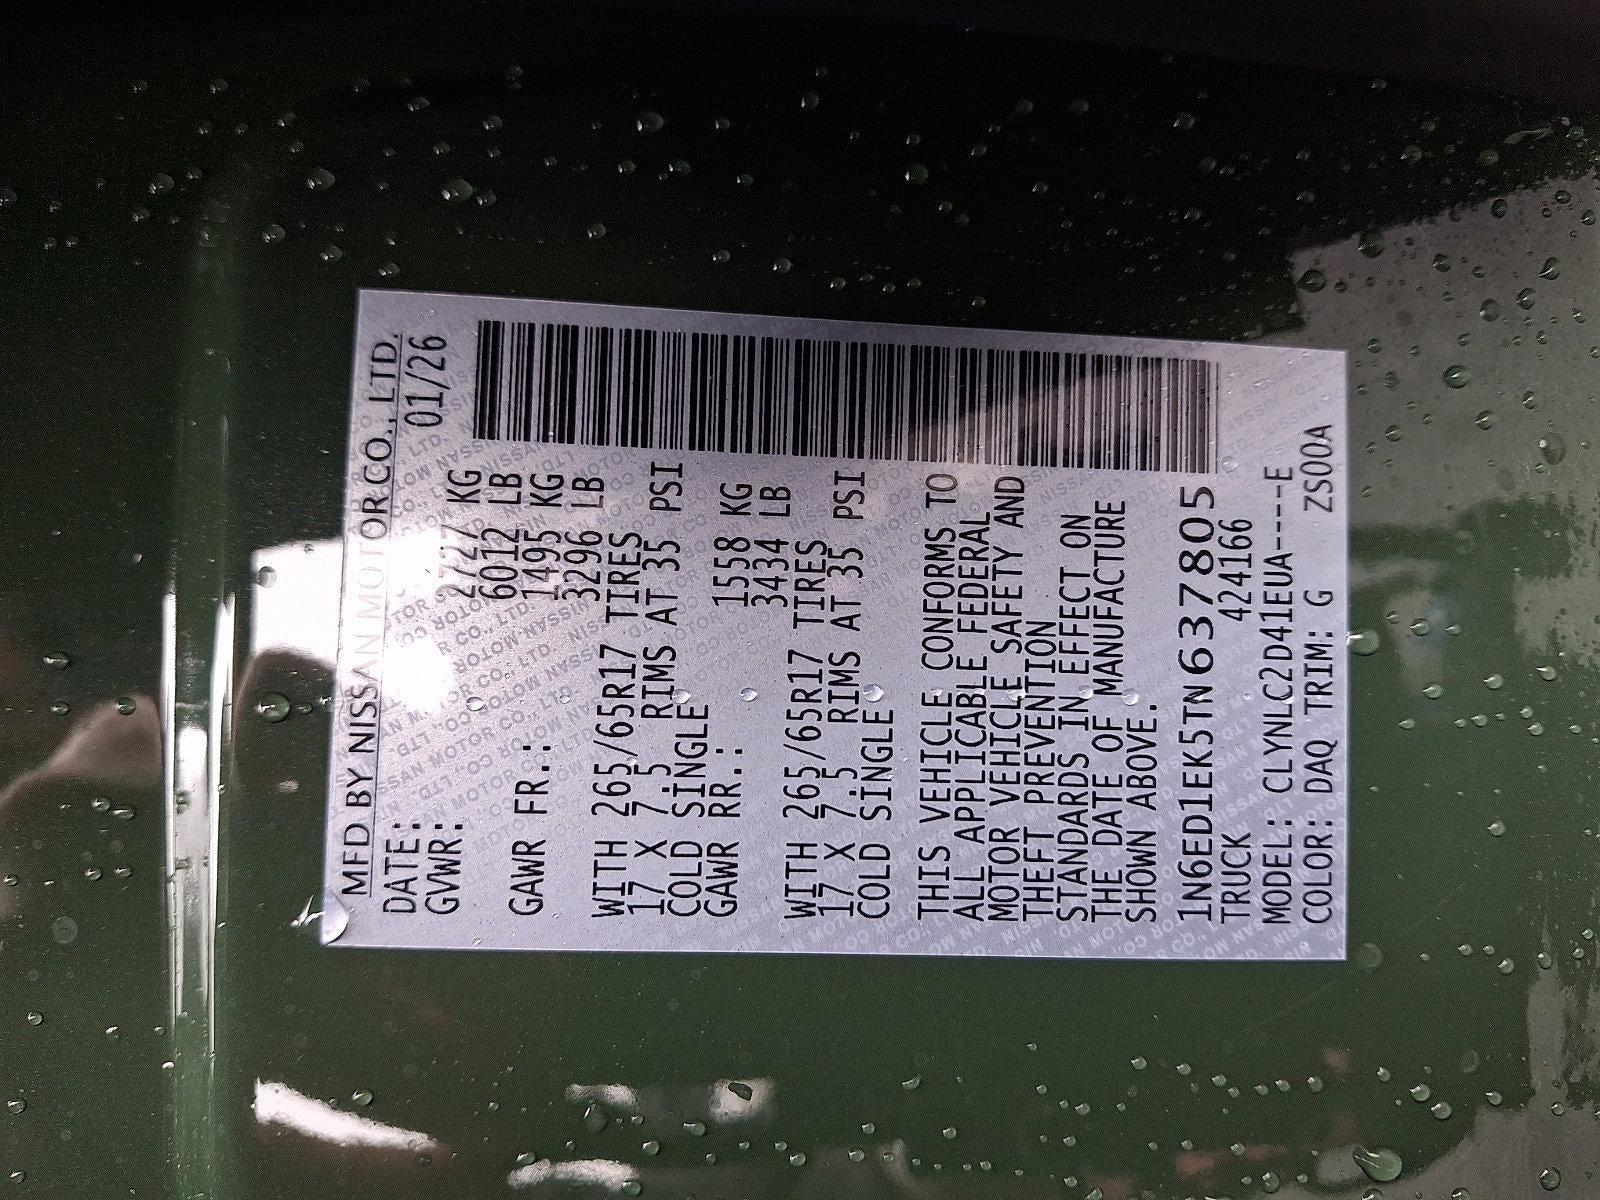 MFD BY NISSAN MOTOR CO., LTD.
DATE: 01/26
GVWR: 2727 KG
6012 LB
GAWR FR.: 1495 KG
3296 LB
WITH 265/65R17 TIRES
17 X 7.5 RIMS AT 35 PSI
COLD SINGLE
GAWR RR.: 1558 KG
3434 LB
WITH 265/65R17 TIRES
17 X 7.5 RIMS AT 35 PSI
COLD SINGLE
THIS VEHICLE CONFORMS TO
ALL APPLICABLE FEDERAL
MOTOR VEHICLE SAFETY AND
THEFT PREVENTION
STANDARDS IN EFFECT ON
THE DATE OF MANUFACTURE
SHOWN ABOVE.
1N6ED1EK5TN637805
TRUCK 424166
MODEL: CLYNLC2D41EUA----E
COLOR: DAQ TRIM: G ZS00A